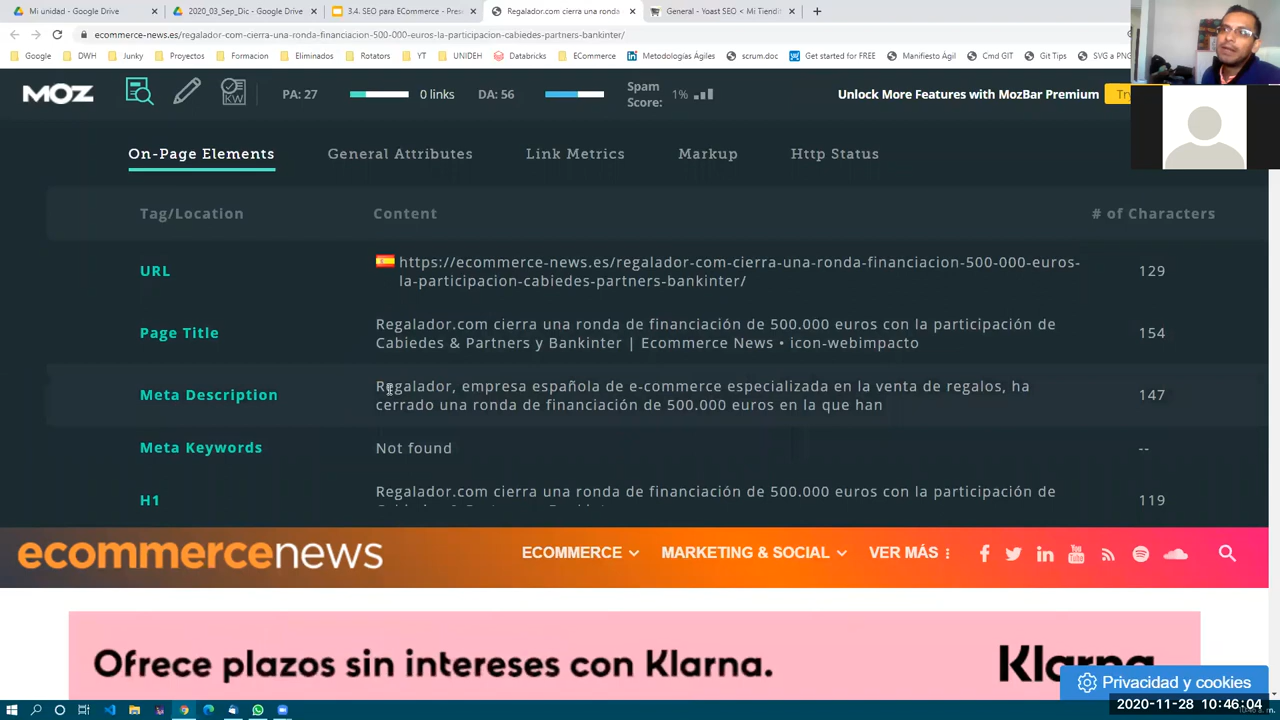 Mi unidad - Google Drive
2020_03_Sep_Dic - Google Drive
3.4. SEO para ECommerce - Prese
Regalador.com cierra una ronda
General - Yoast SEO < Mi Tiendit
ecommerce-news.es/regalador-com-cierra-una-ronda-financiacion-500-000-euros-la-participacion-cabiedes-partners-bankinter/
Google
DWH
Junky
Proyectos
Formacion
Eliminados
Rotators
YT
UNIDEH
Databricks
ECommerce
Metodologías Ágiles
scrum.doc
Get started for FREE
Manifiesto Ágil
Cmd GIT
Git Tips
SVG a PNG
MOZ
KW
PA: 27
0 links
DA: 56
Spam
Score:
1%
Unlock More Features with MozBar Premium
Try
On-Page Elements
General Attributes
Link Metrics
Markup
Http Status
Tag/Location
Content
# of Characters
URL
https://ecommerce-news.es/regalador-com-cierra-una-ronda-financiacion-500-000-euros-
la-participacion-cabiedes-partners-bankinter/
129
Page Title
Regalador.com cierra una ronda de financiación de 500.000 euros con la participación de
Cabiedes & Partners y Bankinter | Ecommerce News • icon-webimpacto
154
Meta Description
Regalador, empresa española de e-commerce especializada en la venta de regalos, ha
cerrado una ronda de financiación de 500.000 euros en la que han
147
Meta Keywords
Not found
--
H1
Regalador.com cierra una ronda de financiación de 500.000 euros con la participación de
119
ecommercenews
ECOMMERCE
MARKETING & SOCIAL
VER MÁS
Ofrece plazos sin intereses con Klarna.
Klarna
Privacidad y cookies
2020-11-28 10:46:04